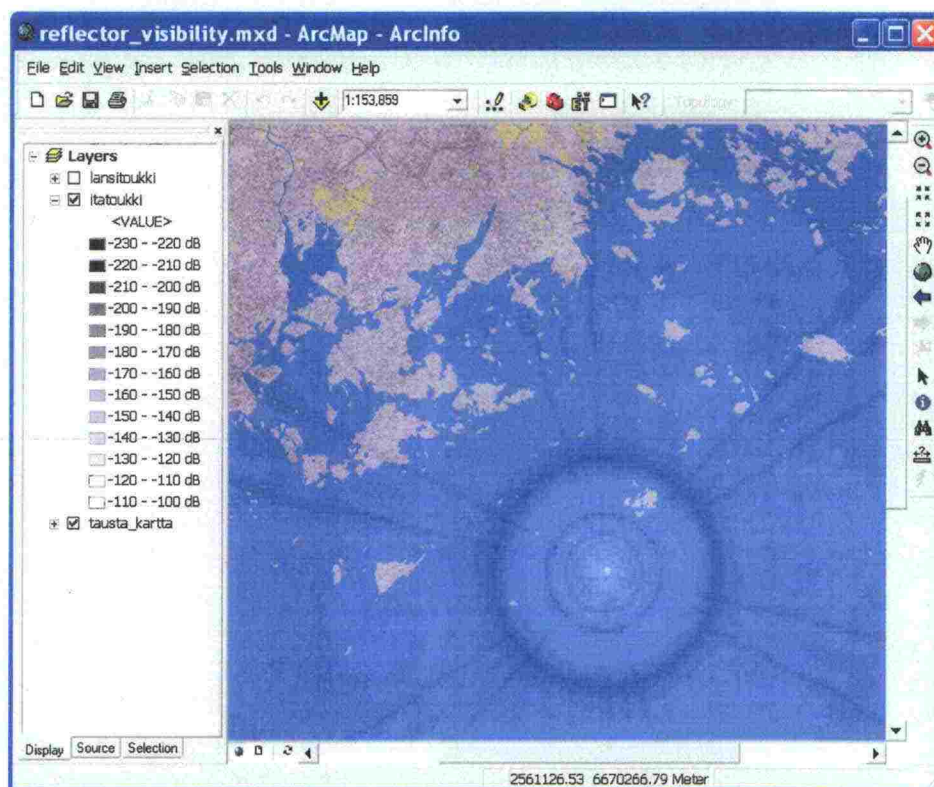 reflector_visibility.mxd - ArcMap - ArcInfo
File Edit View Insert Selection Tools Window Help
1:153,859
Topology
Layers
lansitoukki
itatoukki
<VALUE>
-230 - -220 dB
-220 - -210 dB
-210 - -200 dB
-200 - -190 dB
-190 - -180 dB
-180 - -170 dB
-170 - -160 dB
-160 - -150 dB
-150 - -140 dB
-140 - -130 dB
-130 - -120 dB
-120 - -110 dB
-110 - -100 dB
tausta_kartta
Display Source Selection
2561126.53 6670266.79 Meter